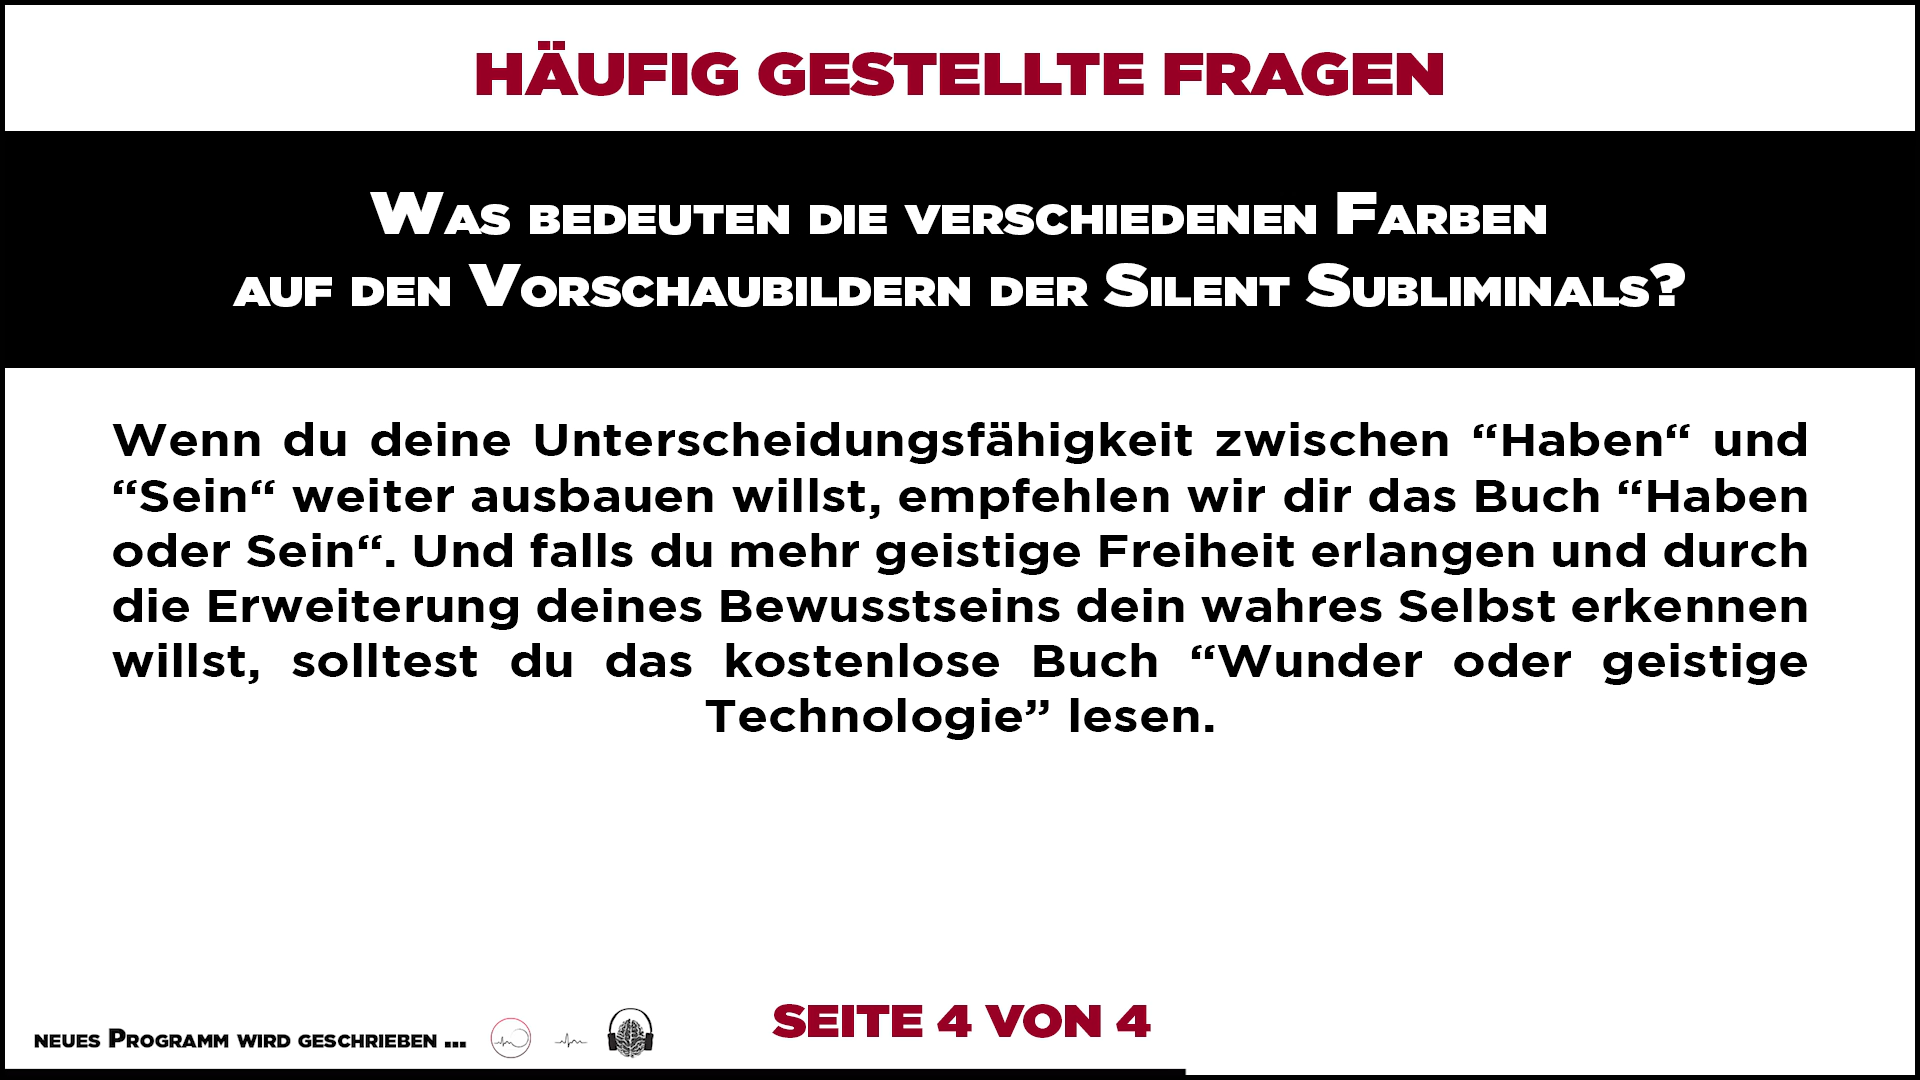 HÄUFIG GESTELLTE FRAGEN
Was bedeuten die verschiedenen Farben
auf den Vorschaubildern der Silent Subliminals?
Wenn du deine Unterscheidungsfähigkeit zwischen “Haben“ und
“Sein“ weiter ausbauen willst, empfehlen wir dir das Buch “Haben
oder Sein“. Und falls du mehr geistige Freiheit erlangen und durch
die Erweiterung deines Bewusstseins dein wahres Selbst erkennen
willst, solltest du das kostenlose Buch “Wunder oder geistige
Technologie” lesen.
SEITE 4 VON 4
neues Programm wird geschrieben ...